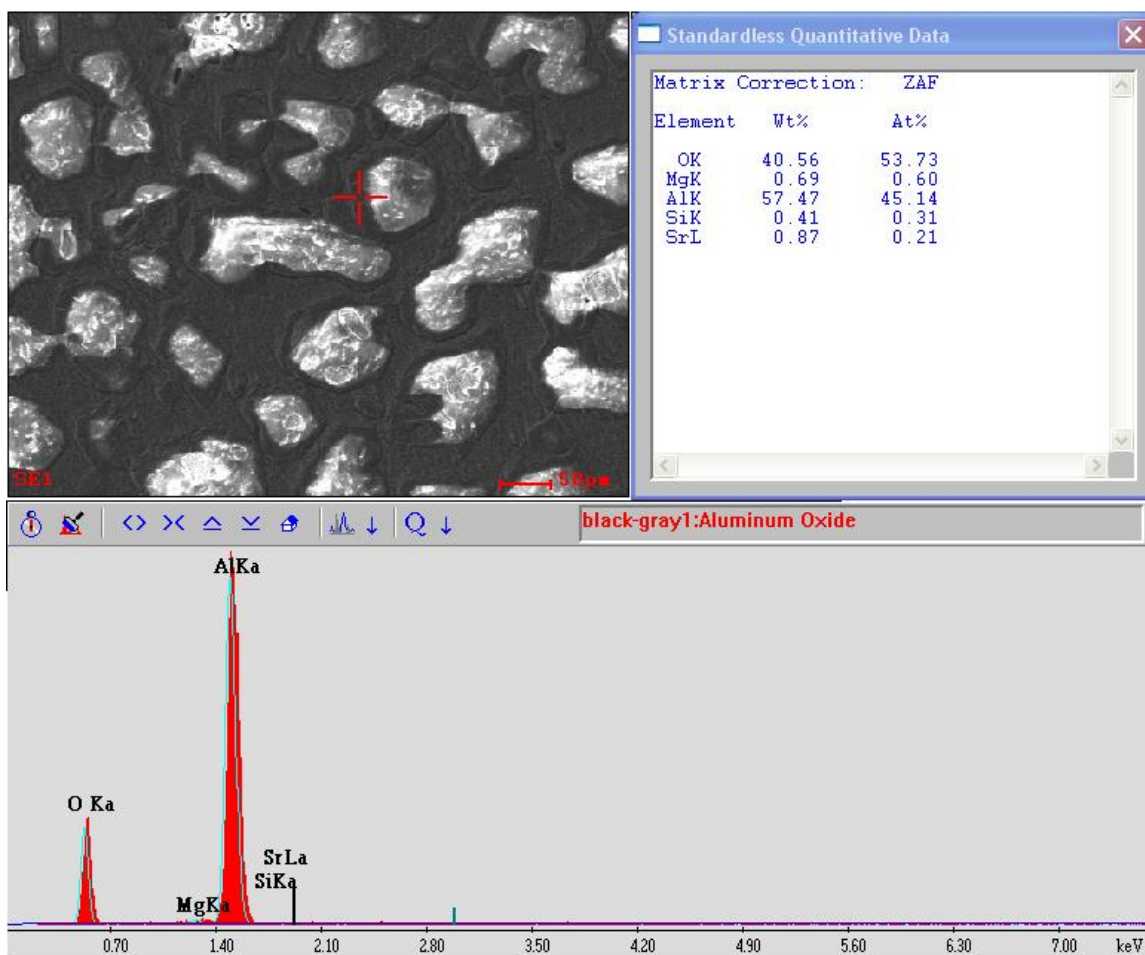 Standardless Quantitative Data
Matrix Correction: ZAF
Element Wt% At%
OK 40.56 53.73
MgK 0.69 0.60
AlK 57.47 45.14
SiK 0.41 0.31
SrL 0.87 0.21
SE1 50µm
Q
black-gray1:Aluminum Oxide
AlKa
O Ka
SrLa
SiKa
MgKa
0.70 1.40 2.10 2.80 3.50 4.20 4.90 5.60 6.30 7.00 keV